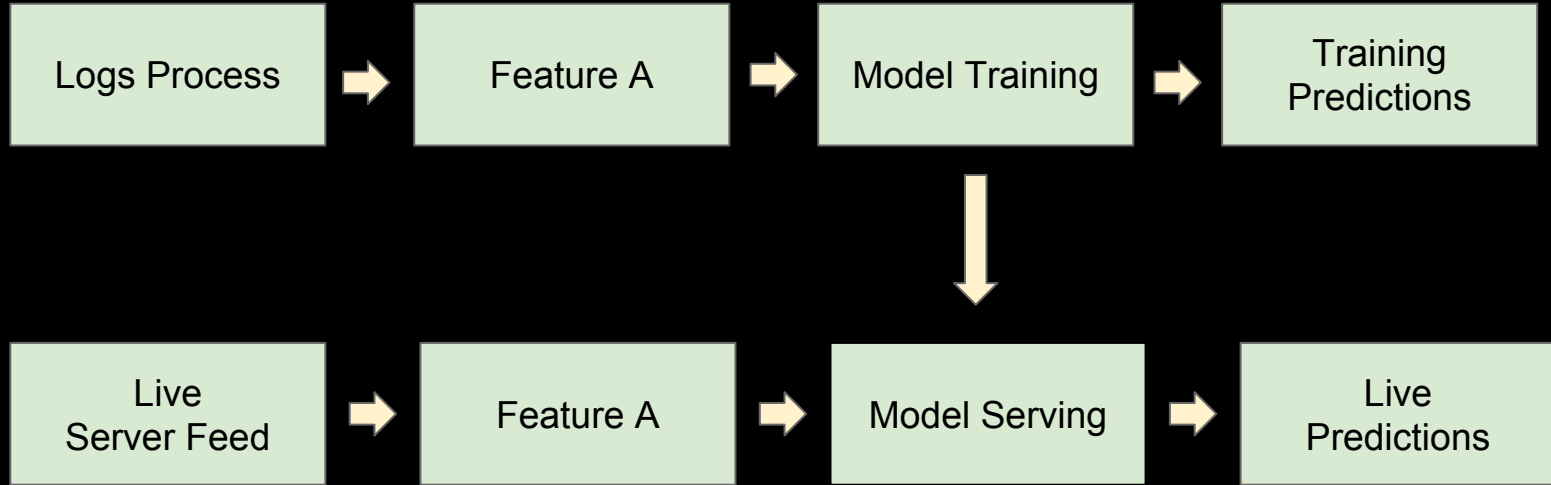 Logs Process
Feature A
Model Training
Training
Predictions
Live
Server Feed
Feature A
Model Serving
Live
Predictions